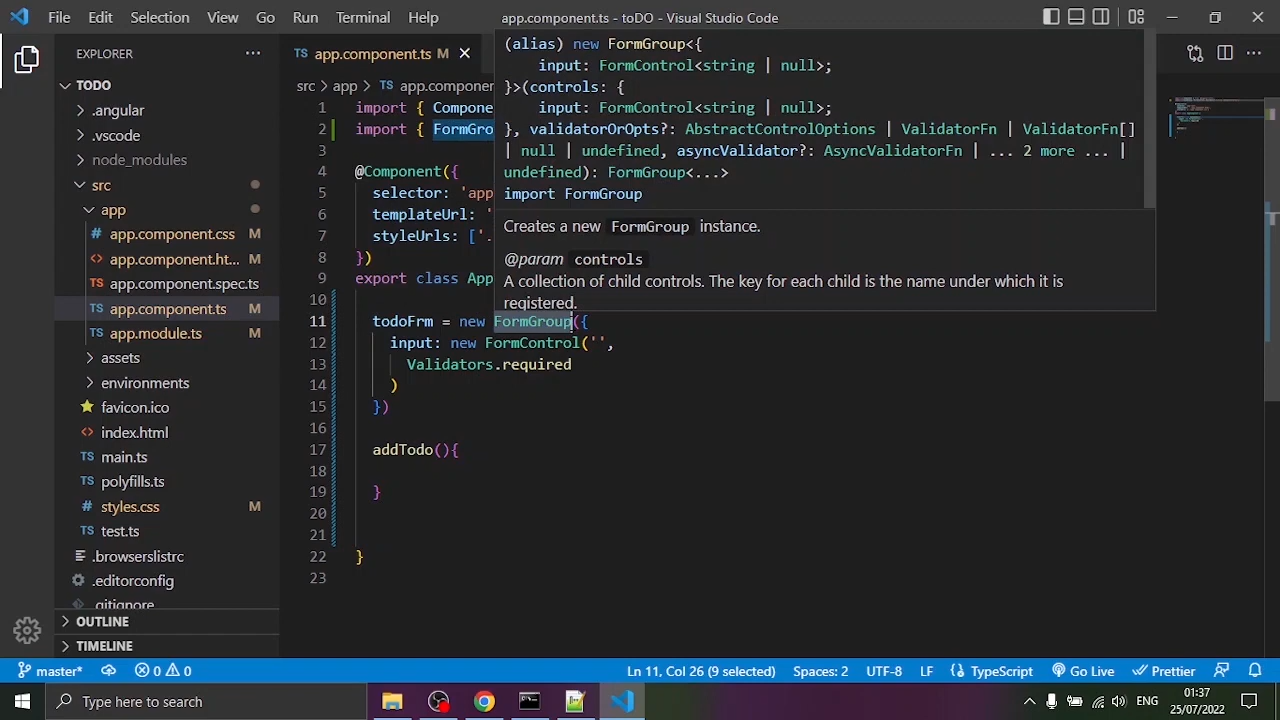 File Edit Selection View Go Run Terminal Help
app.component.ts - toDO - Visual Studio Code
EXPLORER
TODO
.angular
.vscode
node_modules
src
app
# app.component.css M
<> app.component.ht... M
TS app.component.spec.ts
TS app.component.ts M
TS app.module.ts M
assets
environments
favicon.ico
<> index.html
TS main.ts
TS polyfills.ts
# styles.css M
TS test.ts
.browserslistrc
.editorconfig
.gitignore
OUTLINE
TIMELINE
TS app.component.ts M
src > app > TS app.compon
1 import { Compone
2 import { FormGro
3
4 @Component({
5 selector: 'app
6 templateUrl: '
7 styleUrls: ['.
8 })
9 export class App
10
11 todoFrm = new FormGroup({
12 input: new FormControl('',
13 Validators.required
14 )
15 })
16
17 addTodo(){
18
19 }
20
21
22 }
23
(alias) new FormGroup<{
input: FormControl<string | null>;
}>(controls: {
input: FormControl<string | null>;
}, validatorOrOpts?: AbstractControlOptions | ValidatorFn | ValidatorFn[]
| null | undefined, asyncValidator?: AsyncValidatorFn | ... 2 more ... |
undefined): FormGroup<...>
import FormGroup
Creates a new FormGroup instance.
@param controls
A collection of child controls. The key for each child is the name under which it is
registered.
master* 0 0
Ln 11, Col 26 (9 selected) Spaces: 2 UTF-8 LF TypeScript Go Live Prettier
Type here to search
ENG
01:37
25/07/2022